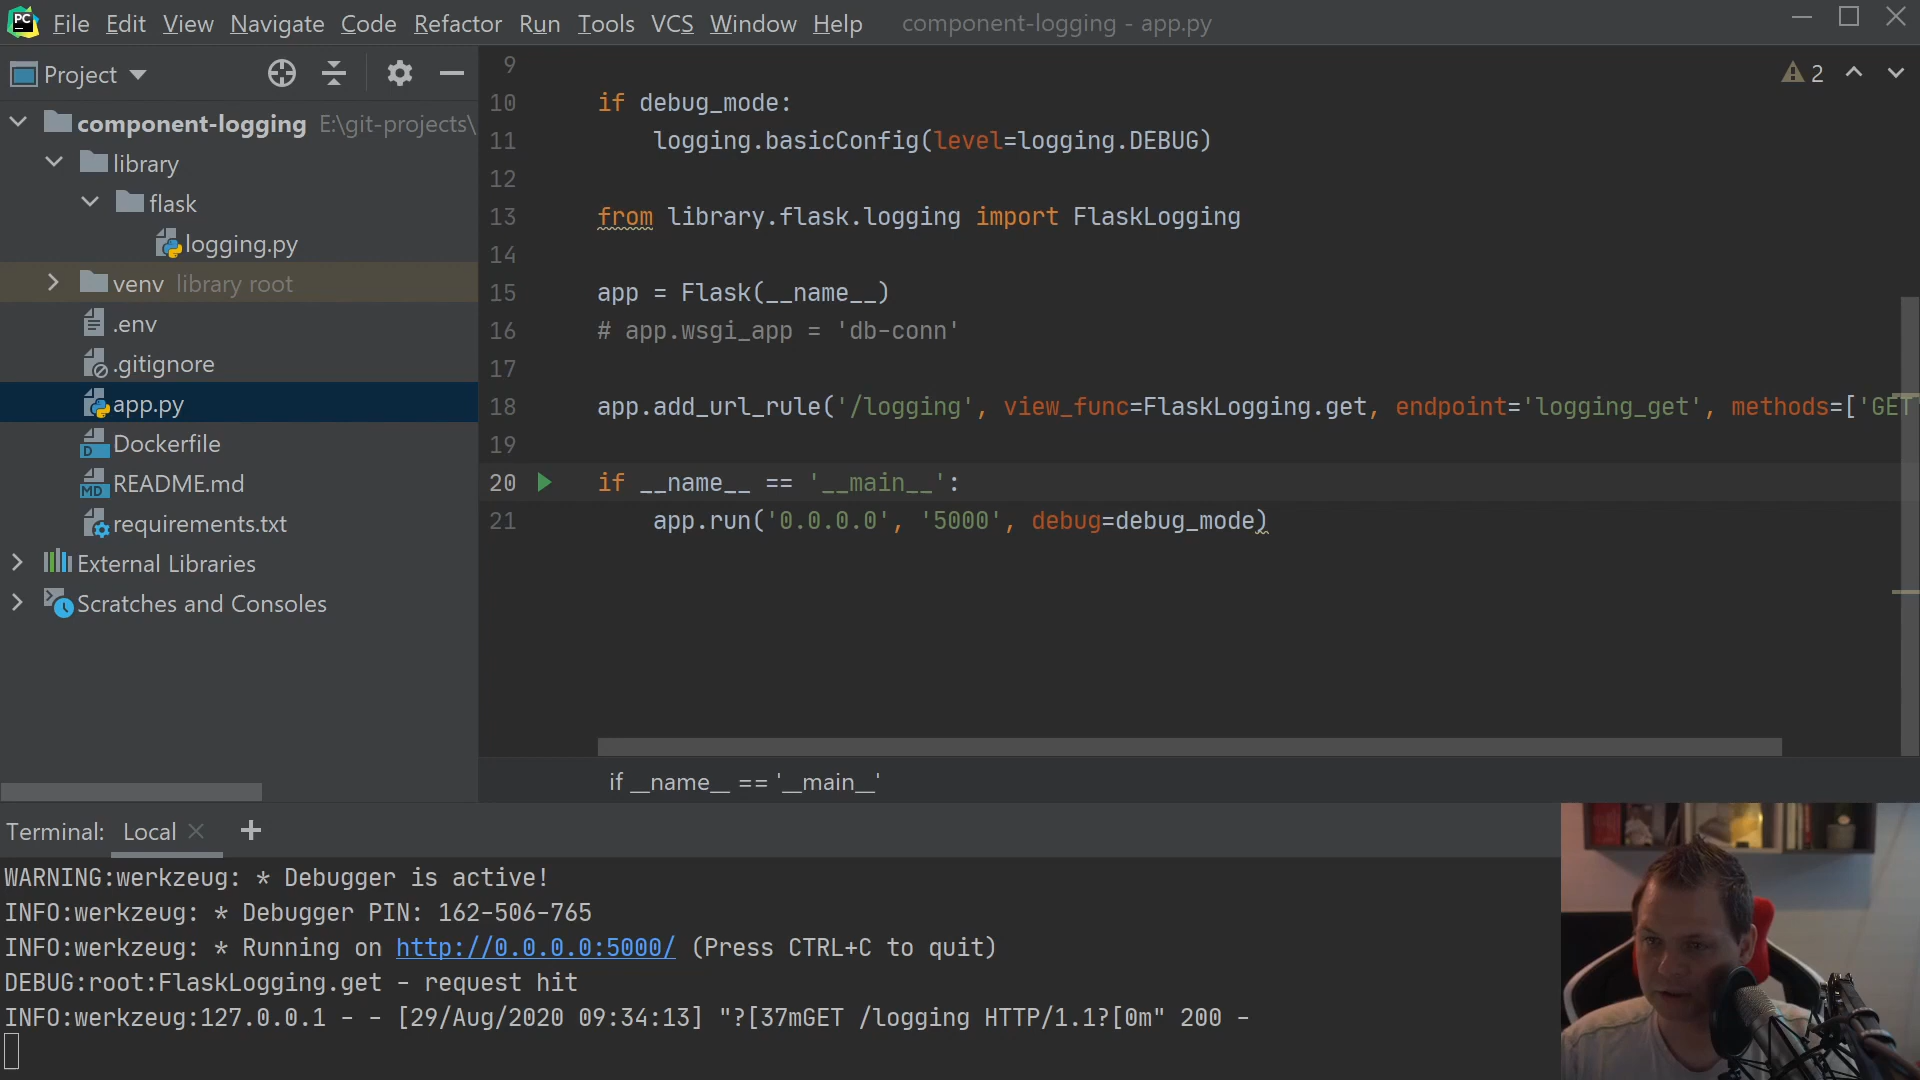 PC File Edit View Navigate Code Refactor Run Tools VCS Window Help component-logging - app.py
Project
component-logging E:\git-projects\
library
flask
logging.py
venv library root
.env
.gitignore
app.py
D Dockerfile
MD README.md
requirements.txt
External Libraries
Scratches and Consoles
2
9
10 if debug_mode:
11 logging.basicConfig(level=logging.DEBUG)
12
13 from library.flask.logging import FlaskLogging
14
15 app = Flask(__name__)
16 # app.wsgi_app = 'db-conn'
17
18 app.add_url_rule('/logging', view_func=FlaskLogging.get, endpoint='logging_get', methods=['GET
19
20 if __name__ == '__main__':
21 app.run('0.0.0.0', '5000', debug=debug_mode)
if __name__ == '__main__'
Terminal: Local
WARNING:werkzeug: * Debugger is active!
INFO:werkzeug: * Debugger PIN: 162-506-765
INFO:werkzeug: * Running on http://0.0.0.0:5000/ (Press CTRL+C to quit)
DEBUG:root:FlaskLogging.get - request hit
INFO:werkzeug:127.0.0.1 - - [29/Aug/2020 09:34:13] "?[37mGET /logging HTTP/1.1?[0m" 200 -